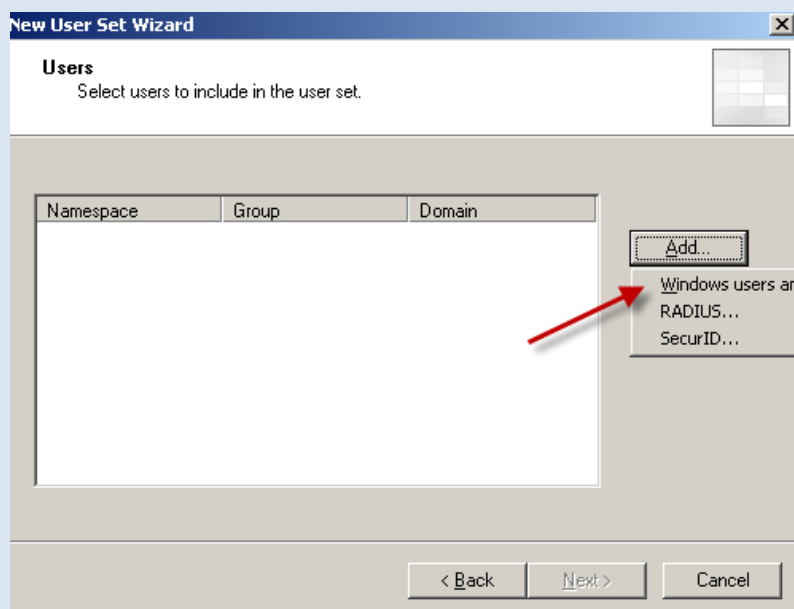 New User Set Wizard
Users
Select users to include in the user set.
Namespace Group Domain
Add...
Windows users
RADIUS...
SecurID...
< Back Next > Cancel